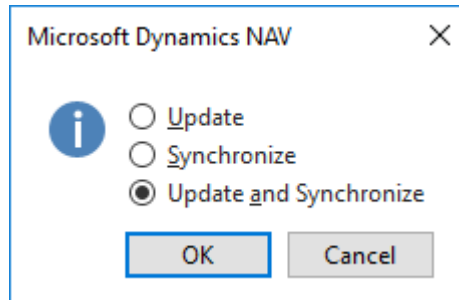 Microsoft Dynamics NAV
Update
Synchronize
Update and Synchronize
OK
Cancel